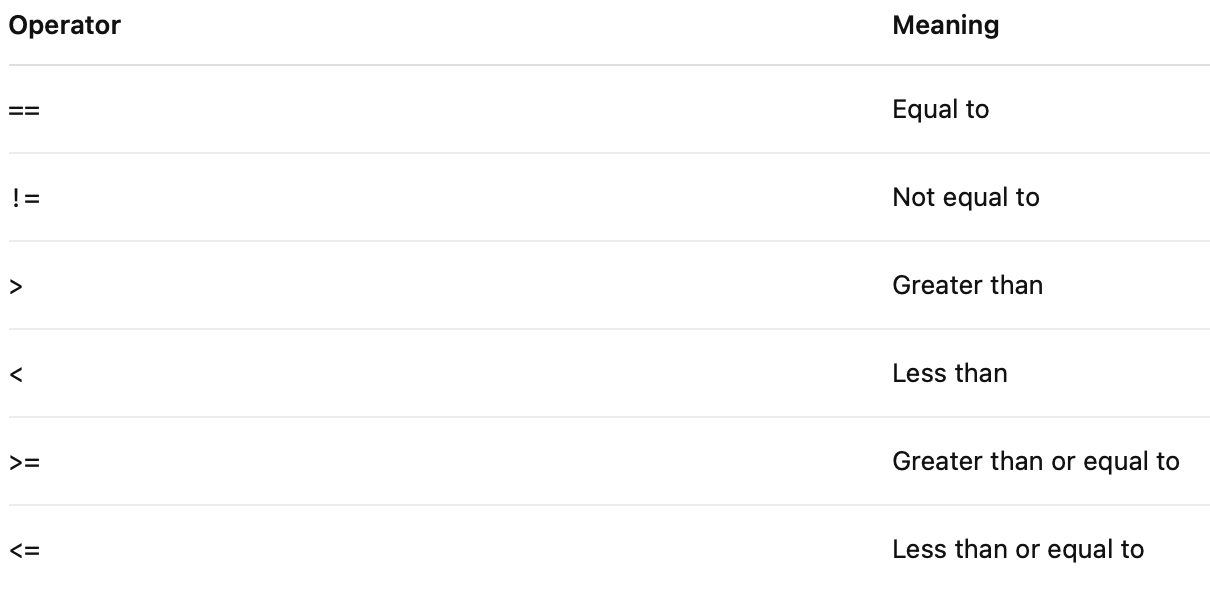 Operator Meaning
== Equal to
!= Not equal to
> Greater than
< Less than
>= Greater than or equal to
<= Less than or equal to